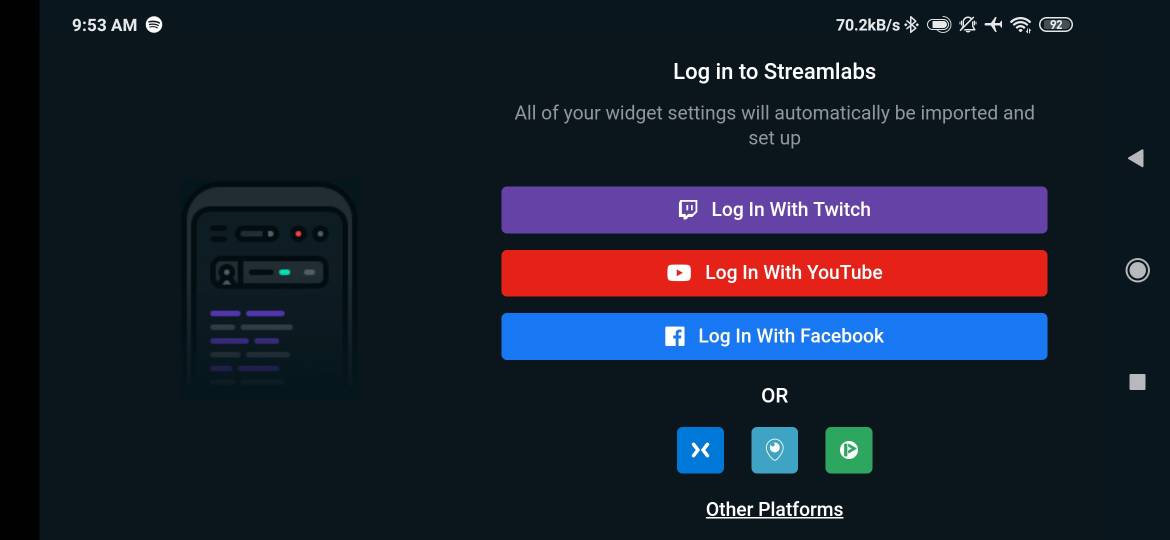 9:53 AM
70.2kB/s
92
Log in to Streamlabs
All of your widget settings will automatically be imported and
set up
Log In With Twitch
Log In With YouTube
Log In With Facebook
OR
Other Platforms